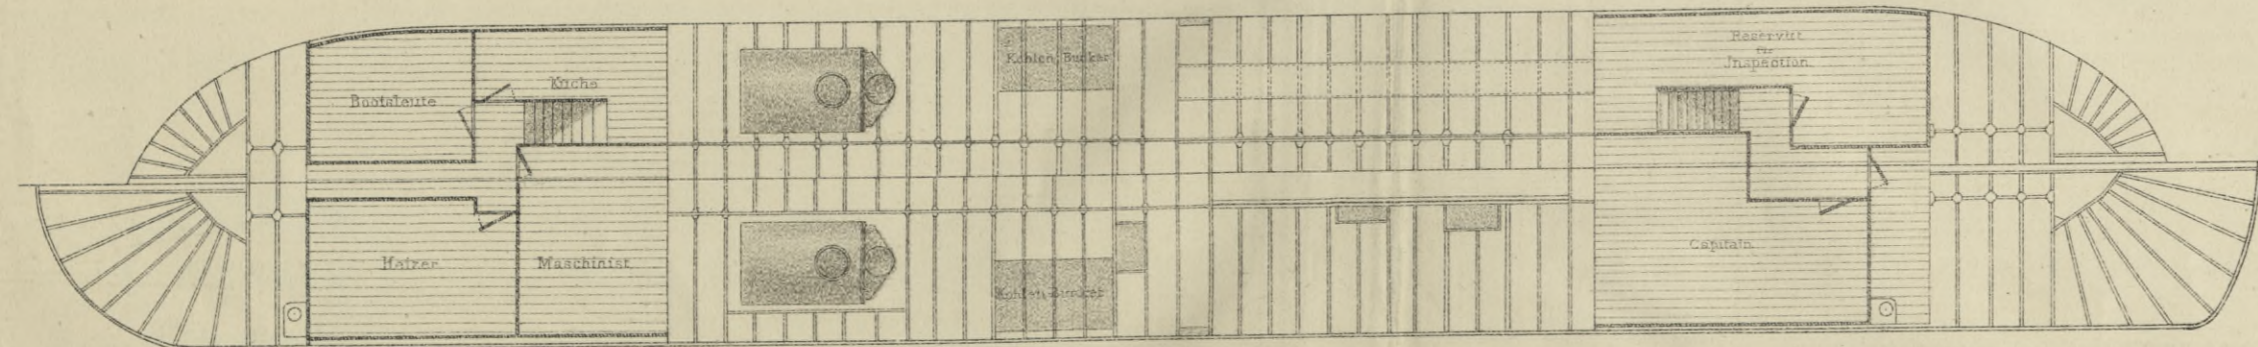 Bootsleute
Küche
Kohlen Bunker
Reservirt
für
Inspection
Heizer
Maschinist
Kohlen Bunker
Capitain